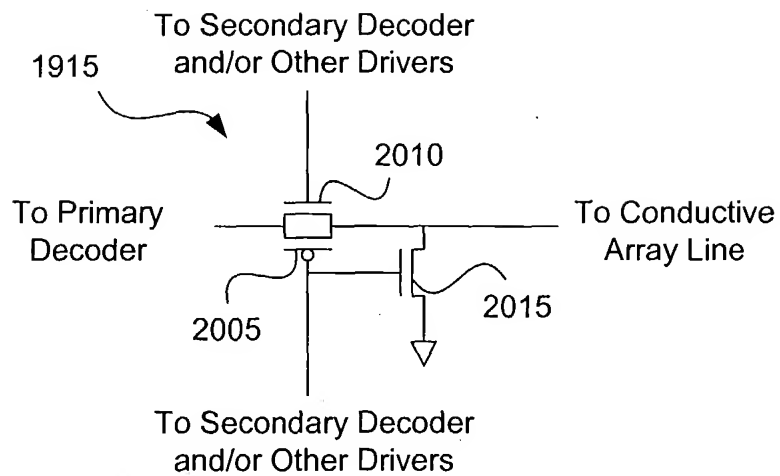 To Secondary Decoder
and/or Other Drivers
1915
2010
To Primary
Decoder
To Conductive
Array Line
2005
2015
To Secondary Decoder
and/or Other Drivers